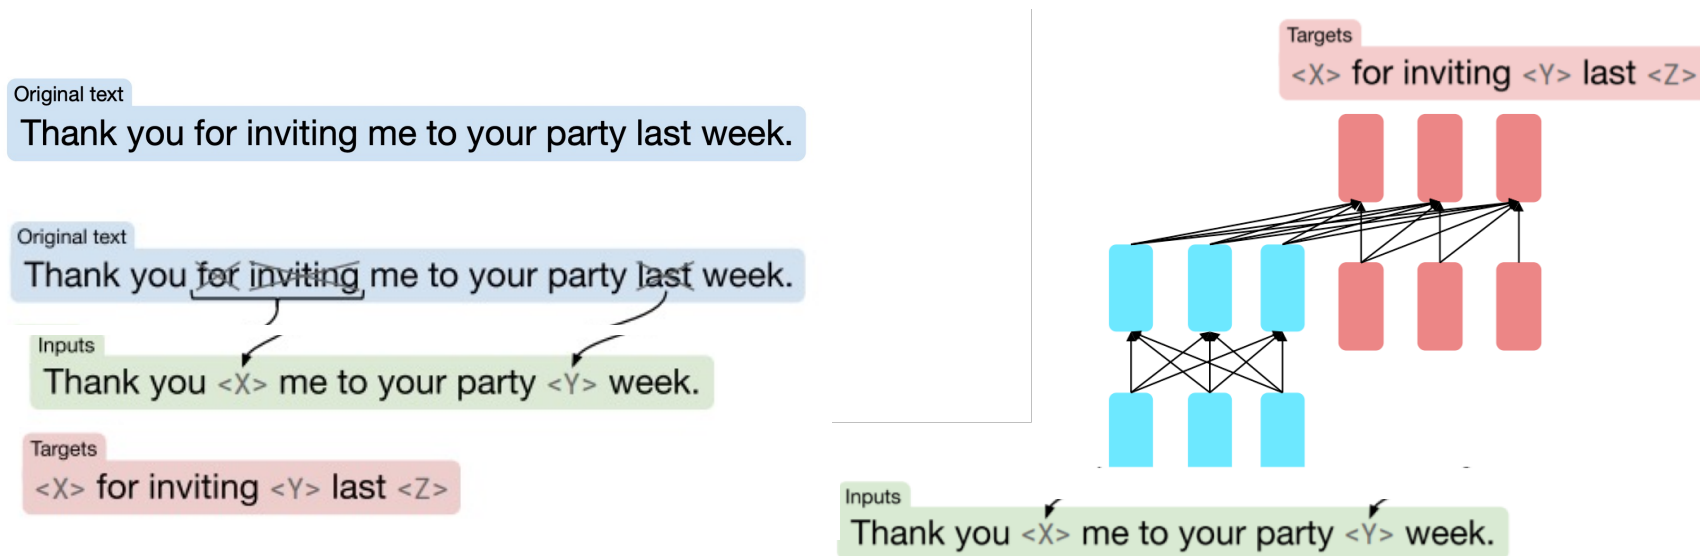 Original text
Thank you for inviting me to your party last week.
Original text
Thank you for inviting me to your party last week.
Inputs
Thank you <X> me to your party <Y> week.
Targets
<X> for inviting <Y> last <Z>
Targets
<X> for inviting <Y> last <Z>
Inputs
Thank you <X> me to your party <Y> week.